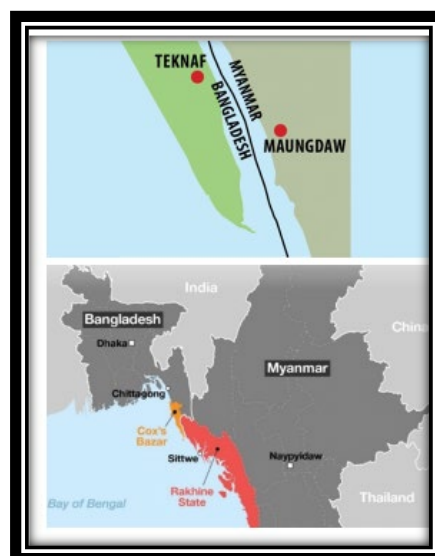 TEKNAF
MYANMAR
BANGLADESH
MAUNGDAW
India
Bangladesh
China
Dhaka
Myanmar
Chittagong
Cox's
Bazar
Sittwe
Naypyidaw
Rakhine
State
Bay of Bengal
Thailand